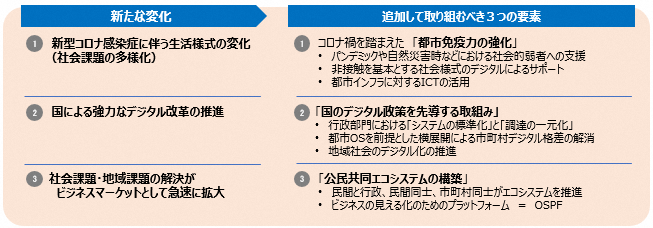 新たな変化
追加して取り組むべき３つの要素
1 新型コロナ感染症に伴う生活様式の変化
（社会課題の多様化）
1 コロナ禍を踏まえた 「都市免疫力の強化」
・ パンデミックや自然災害時などにおける社会的弱者への支援
・ 非接触を基本とする社会様式のデジタルによるサポート
・ 都市インフラに対するICTの活用
2 国による強力なデジタル改革の推進
2 「国のデジタル政策を先導する取組み」
・ 行政部門における「システムの標準化」と「調達の一元化」
・ 都市OSを前提とした横展開による市町村デジタル格差の解消
・ 地域社会のデジタル化の推進
3 社会課題・地域課題の解決が
ビジネスマーケットとして急速に拡大
3 「公民共同エコシステムの構築」
・ 民間と行政、民間同士、市町村同士がエコシステムを推進
・ ビジネスの見える化のためのプラットフォーム ＝ OSPF